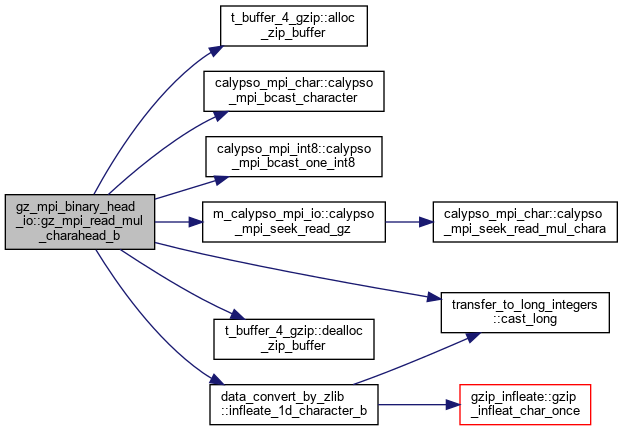 t_buffer_4_gzip::alloc
_zip_buffer
calypso_mpi_char::calypso
_mpi_bcast_character
calypso_mpi_int8::calypso
_mpi_bcast_one_int8
gz_mpi_binary_head
_io::gz_mpi_read_mul
_charahead_b
m_calypso_mpi_io::calypso
_mpi_seek_read_gz
calypso_mpi_char::calypso
_mpi_seek_read_mul_chara
transfer_to_long_integers
::cast_long
t_buffer_4_gzip::dealloc
_zip_buffer
data_convert_by_zlib
::infleate_1d_character_b
gzip_infleate::gzip
_infleat_char_once